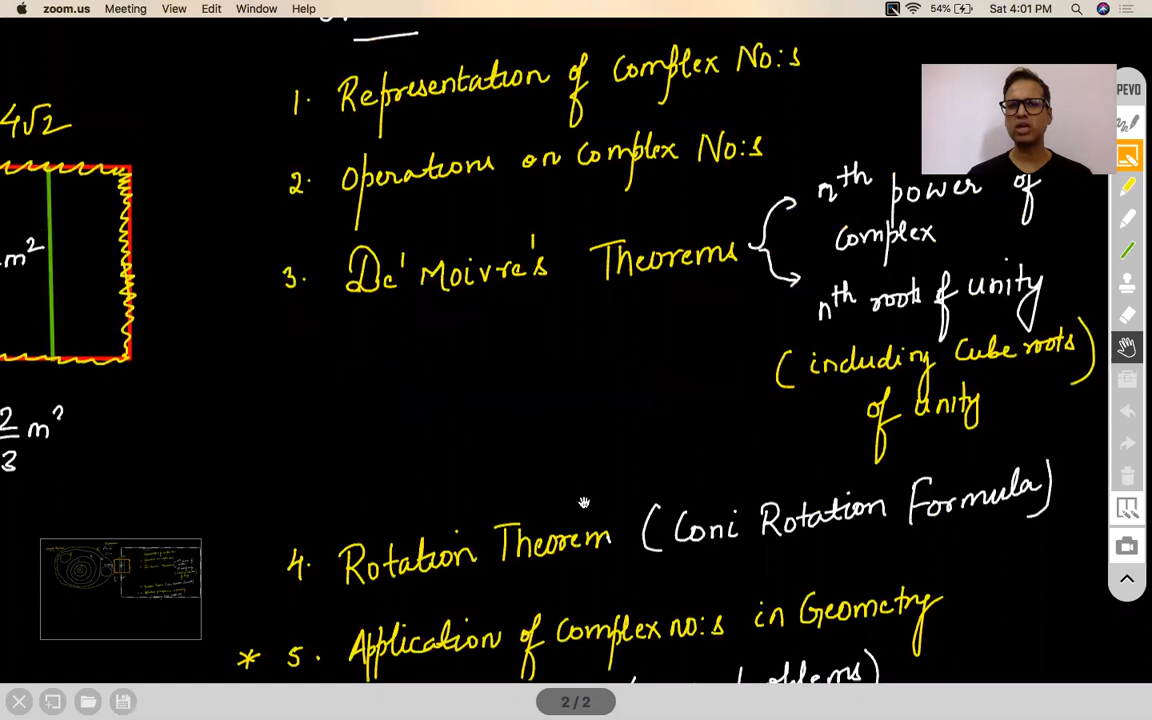 zoom.us Meeting View Edit Window Help 54% Sat 4:01 PM
1. Representation of Complex No:s
4√2
2. Operations on Complex No:s
nth power of
complex
m²
3. De' Moivre's Theorems
nth roots of unity
(including Cube roots)
of unity
2/3 m²
4. Rotation Theorem (Coni Rotation Formula)
* 5. Application of Complex no:s in Geometry
2/2